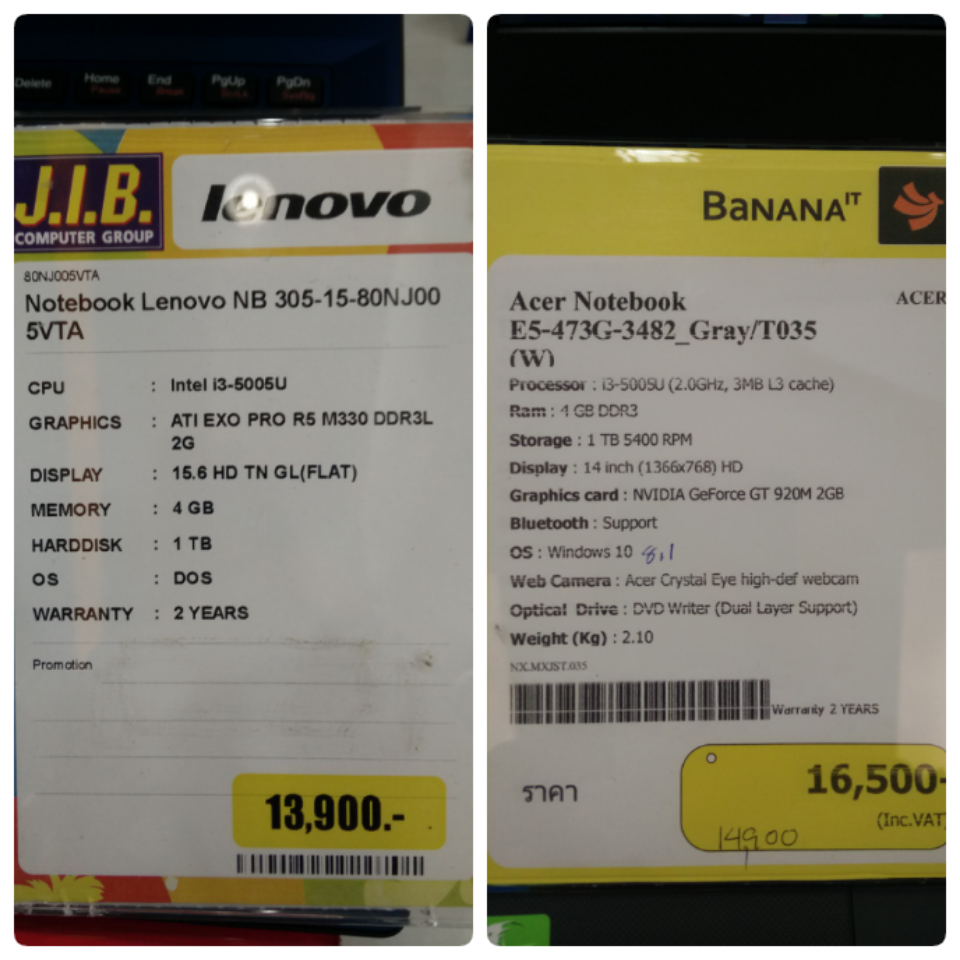 Delete Home End PgUp PgDn
Pause Break ScrLk SysRq
J.I.B.
COMPUTER GROUP
lenovo
80NJ005VTA
Notebook Lenovo NB 305-15-80NJ00
5VTA
CPU : Intel i3-5005U
GRAPHICS : ATI EXO PRO R5 M330 DDR3L
2G
DISPLAY : 15.6 HD TN GL(FLAT)
MEMORY : 4 GB
HARDDISK : 1 TB
OS : DOS
WARRANTY : 2 YEARS
Promotion
13,900.-
BaNANA IT
Acer Notebook ACER
E5-473G-3482_Gray/T035
(W)
Processor : i3-5005U (2.0GHz, 3MB L3 cache)
Ram : 4 GB DDR3
Storage : 1 TB 5400 RPM
Display : 14 inch (1366x768) HD
Graphics card : NVIDIA GeForce GT 920M 2GB
Bluetooth : Support
OS : Windows 10 8,1
Web Camera : Acer Crystal Eye high-def webcam
Optical Drive : DVD Writer (Dual Layer Support)
Weight (Kg) : 2.10
NX.MXJST.035
Warranty 2 YEARS
ราคา 16,500-
(Inc.VAT)
14,900